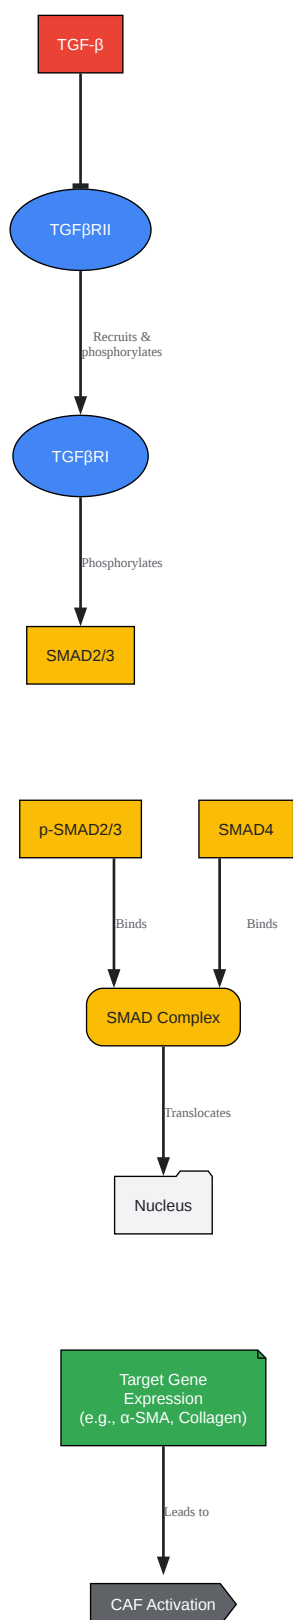 TGF-β
TGFβRII
Recruits &
phosphorylates
TGFβRI
Phosphorylates
SMAD2/3
p-SMAD2/3
SMAD4
Binds
Binds
SMAD Complex
Translocates
Nucleus
Target Gene
Expression
(e.g., α-SMA, Collagen)
Leads to
CAF Activation